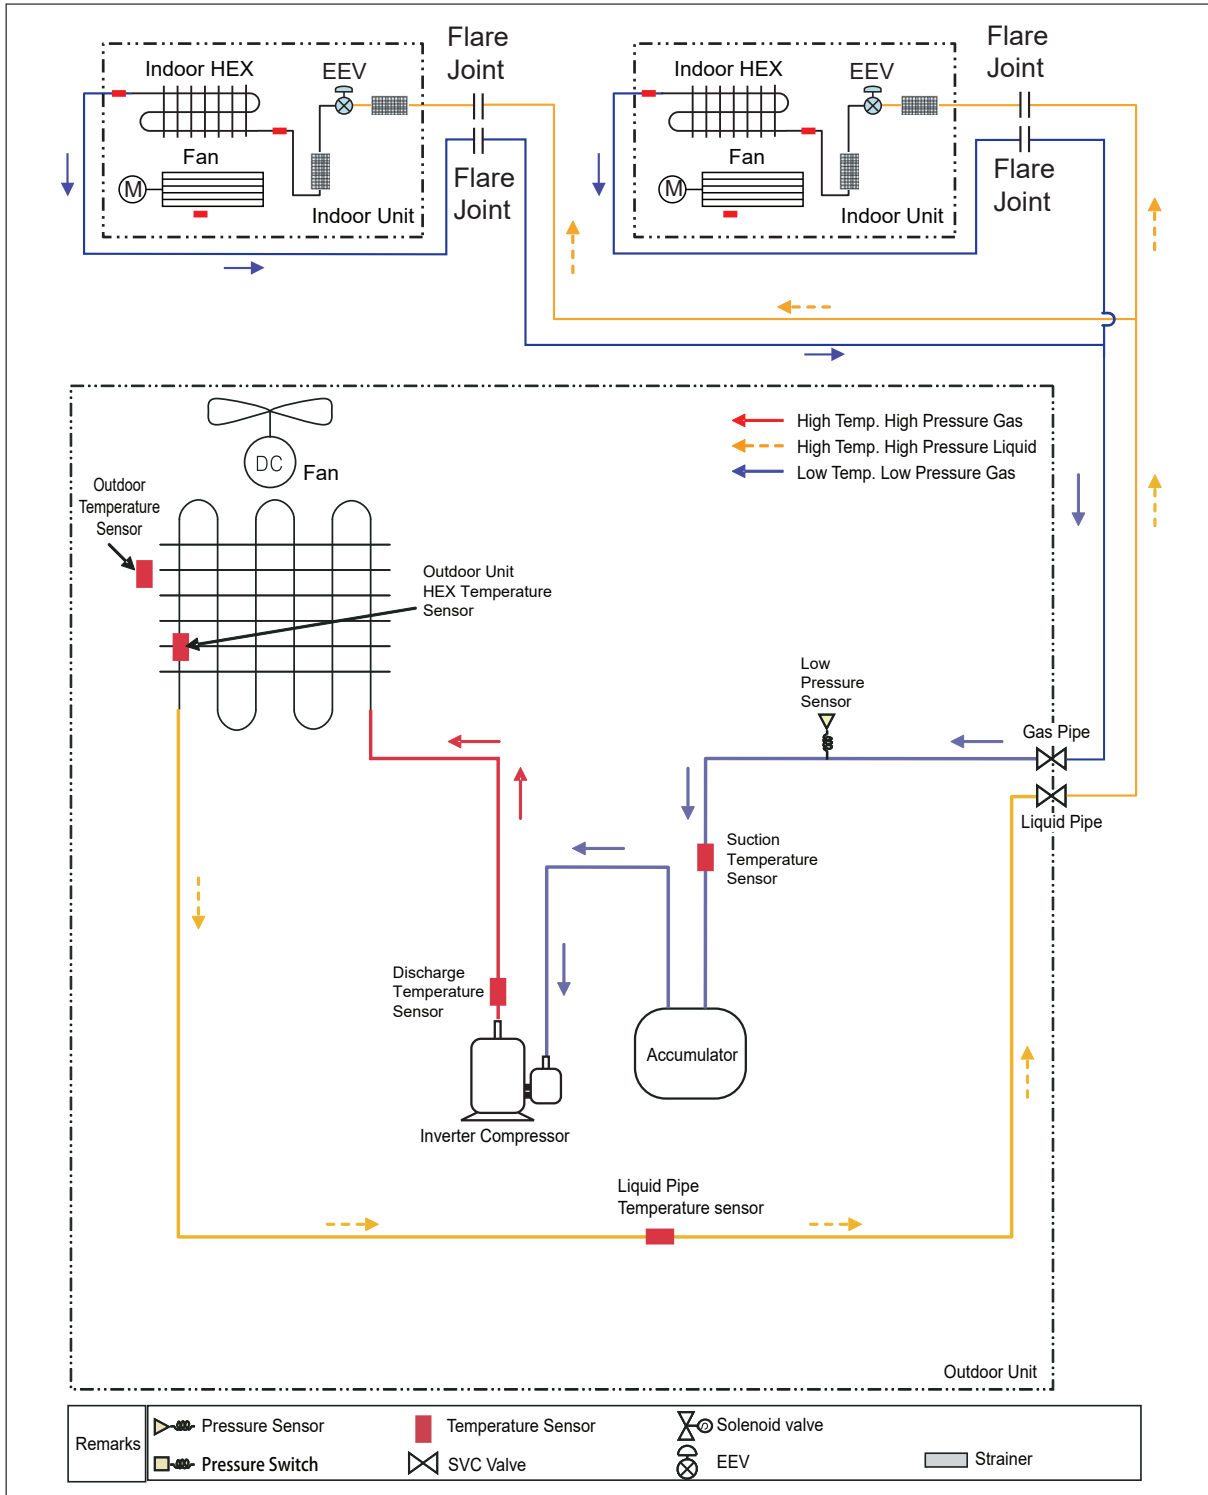 Flare
Joint
Indoor HEX
EEV
Fan
M
Flare
Joint
Indoor Unit
Flare
Joint
Indoor HEX
EEV
Fan
M
Flare
Joint
Indoor Unit
DC
Fan
High Temp. High Pressure Gas
High Temp. High Pressure Liquid
Low Temp. Low Pressure Gas
Outdoor
Temperature
Sensor
Outdoor Unit
HEX Temperature
Sensor
Low
Pressure
Sensor
Gas Pipe
Liquid Pipe
Suction
Temperature
Sensor
Discharge
Temperature
Sensor
Accumulator
Inverter Compressor
Liquid Pipe
Temperature sensor
Outdoor Unit
Remarks
Pressure Sensor
Temperature Sensor
Solenoid valve
Pressure Switch
SVC Valve
EEV
Strainer